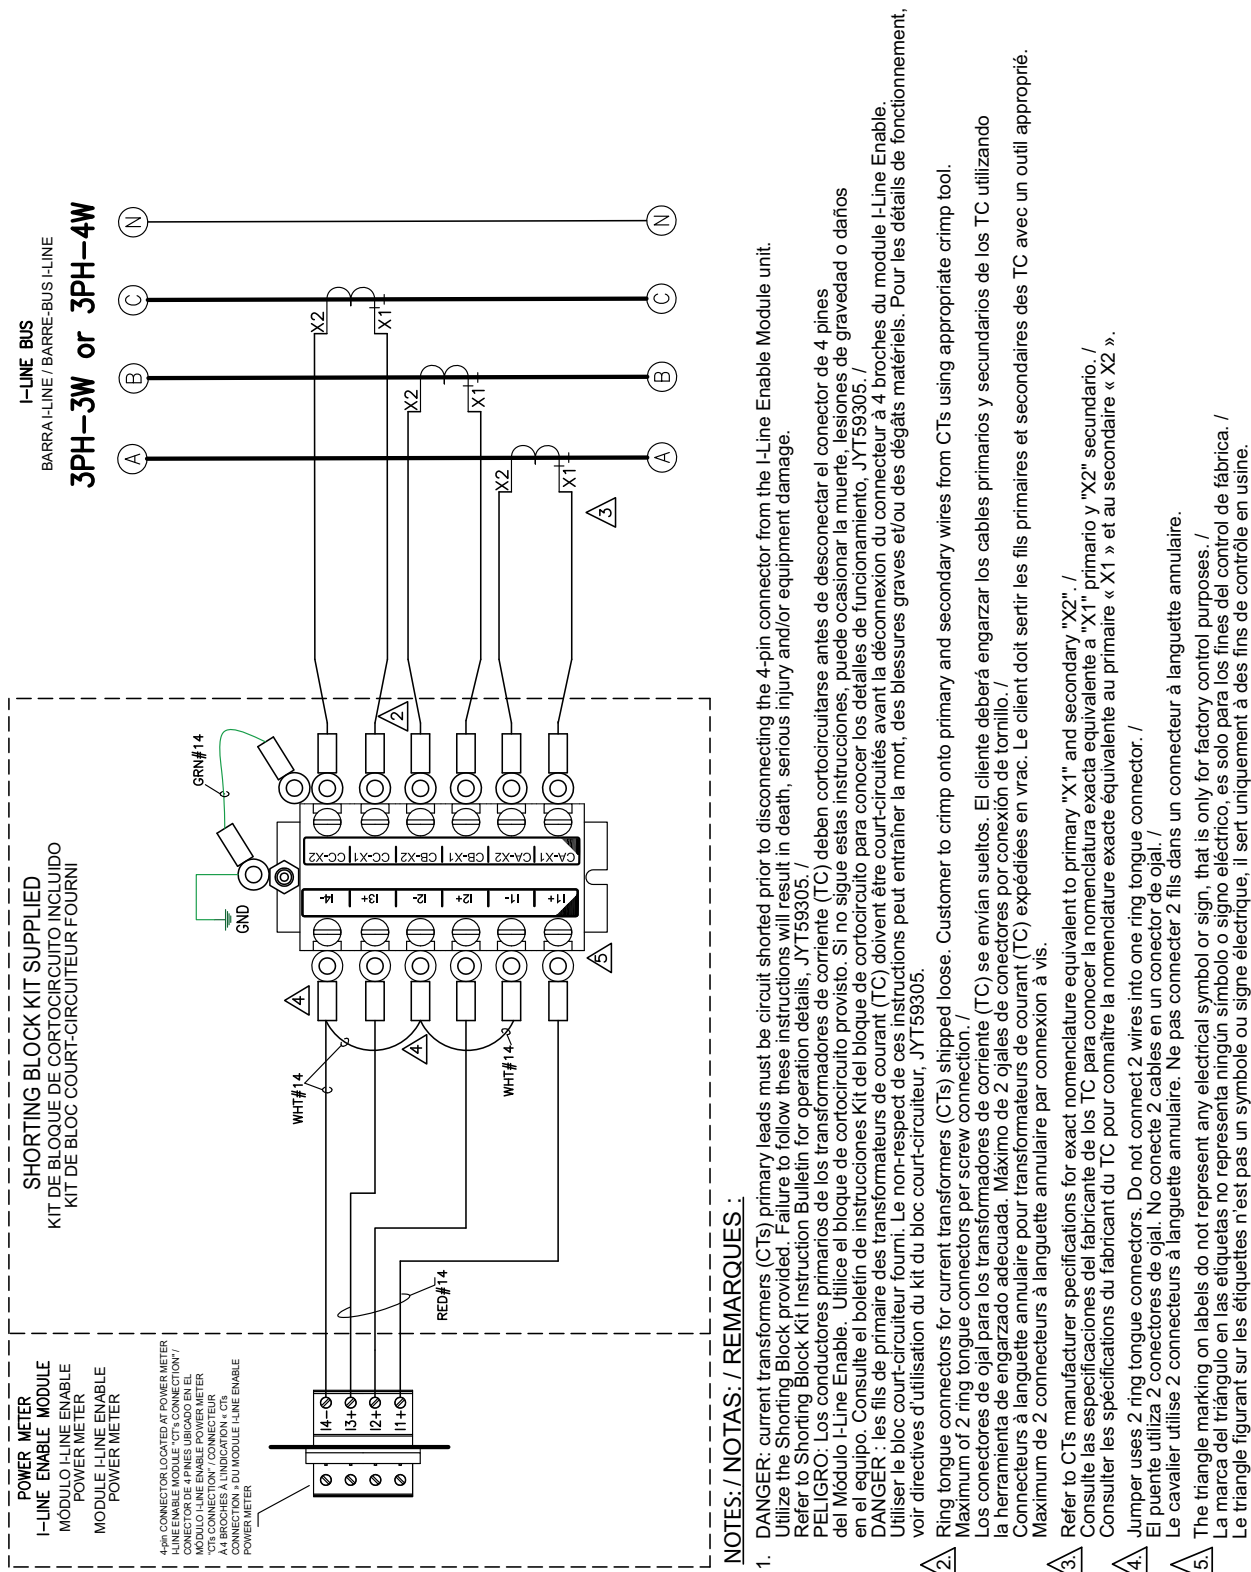 POWER METER
I-LINE ENABLE MODULE
MÓDULO I-LINE ENABLE
POWER METER
MODULE I-LINE ENABLE
POWER METER
4-pin CONNECTOR LOCATED AT POWER METER
I-LINE ENABLE MODULE "CT's CONNECTION" /
CONECTOR DE 4 PINES UBICADO EN EL
MÓDULO I-LINE ENABLE POWER METER
"CTs CONNECTION" / CONNECTEUR
À 4 BROCHES À L'INDICATION « CTs
CONNECTION » DU MODULE I-LINE ENABLE
POWER METER
I4-
I3+
I2+
I1+
SHORTING BLOCK KIT SUPPLIED
KIT DE BLOQUE DE CORTOCIRCUITO INCLUIDO
KIT DE BLOC COURT-CIRCUITEUR FOURNI
GRN#14
GND
WHT#14
WHT#14
RED#14
4
4
5
2
I4-
I3+
I2-
I2+
I1-
I1+
CC-X2
CC-X1
CB-X2
CB-X1
CA-X2
CA-X1
I-LINE BUS
BARRA I-LINE / BARRE-BUS I-LINE
3PH-3W or 3PH-4W
A
B
C
N
X2
X1
X2
X1
X2
X1
3
A
B
C
N
NOTES: / NOTAS: / REMARQUES :
1. DANGER: current transformers (CTs) primary leads must be circuit shorted prior to disconnecting the 4-pin connector from the I-Line Enable Module unit.
Utilize the Shorting Block provided. Failure to follow these instructions will result in death, serious injury and/or equipment damage.
Refer to Shorting Block Kit Instruction Bulletin for operation details, JYT59305. /
PELIGRO: Los conductores primarios de los transformadores de corriente (TC) deben cortocircuitarse antes de desconectar el conector de 4 pines
del Módulo I-Line Enable. Utilice el bloque de cortocircuito provisto. Si no sigue estas instrucciones, puede ocasionar la muerte, lesiones de gravedad o daños
en el equipo. Consulte el boletín de instrucciones Kit del bloque de cortocircuito para conocer los detalles de funcionamiento, JYT59305. /
DANGER : les fils de primaire des transformateurs de courant (TC) doivent être court-circuités avant la déconnexion du connecteur à 4 broches du module I-Line Enable.
Utiliser le bloc court-circuiteur fourni. Le non-respect de ces instructions peut entraîner la mort, des blessures graves et/ou des dégâts matériels. Pour les détails de fonctionnement,
voir directives d'utilisation du kit du bloc court-circuiteur, JYT59305.
2. Ring tongue connectors for current transformers (CTs) shipped loose. Customer to crimp onto primary and secondary wires from CTs using appropriate crimp tool.
Maximum of 2 ring tongue connectors per screw connection. /
Los conectores de ojal para los transformadores de corriente (TC) se envían sueltos. El cliente deberá engarzar los cables primarios y secundarios de los TC utilizando
la herramienta de engarzado adecuada. Máximo de 2 ojales de conectores por conexión de tornillo. /
Connecteurs à languette annulaire pour transformateurs de courant (TC) expédiées en vrac. Le client doit sertir les fils primaires et secondaires des TC avec un outil approprié.
Maximum de 2 connecteurs à languette annulaire par connexion à vis.
3. Refer to CTs manufacturer specifications for exact nomenclature equivalent to primary "X1" and secondary "X2". /
Consulte las especificaciones del fabricante de los TC para conocer la nomenclatura exacta equivalente a "X1" primario y "X2" secundario. /
Consulter les spécifications du fabricant du TC pour connaître la nomenclature exacte équivalente au primaire « X1 » et au secondaire « X2 ».
4. Jumper uses 2 ring tongue connectors. Do not connect 2 wires into one ring tongue connector. /
El puente utiliza 2 conectores de ojal. No conecte 2 cables en un conector de ojal. /
Le cavalier utilise 2 connecteurs à languette annulaire. Ne pas connecter 2 fils dans un connecteur à languette annulaire.
5. The triangle marking on labels do not represent any electrical symbol or sign, that is only for factory control purposes. /
La marca del triángulo en las etiquetas no representa ningún símbolo o signo eléctrico, es solo para los fines del control de fábrica. /
Le triangle figurant sur les étiquettes n'est pas un symbole ou signe électrique, il sert uniquement à des fins de contrôle en usine.